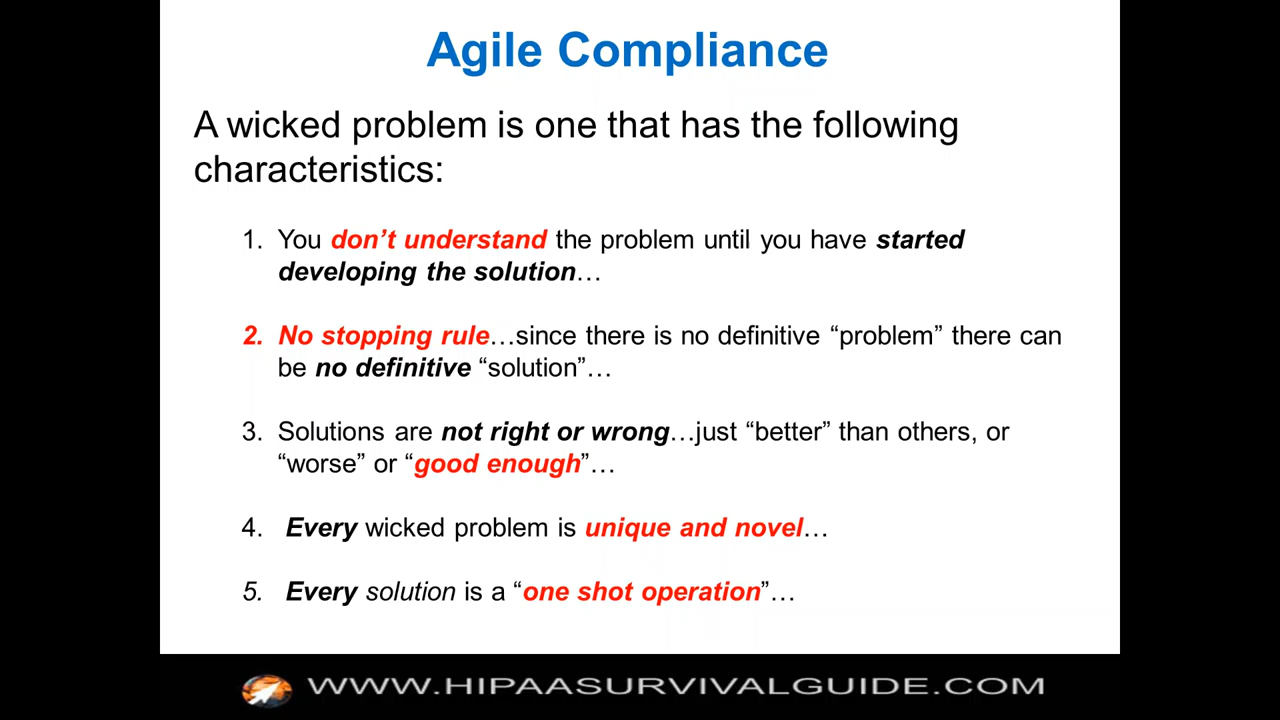 Agile Compliance
A wicked problem is one that has the following
characteristics:
1. You don’t understand the problem until you have started
developing the solution…
2. No stopping rule…since there is no definitive “problem” there can
be no definitive “solution”…
3. Solutions are not right or wrong…just “better” than others, or
“worse” or “good enough”…
4. Every wicked problem is unique and novel…
5. Every solution is a “one shot operation”…
WWW.HIPAASURVIVALGUIDE.COM